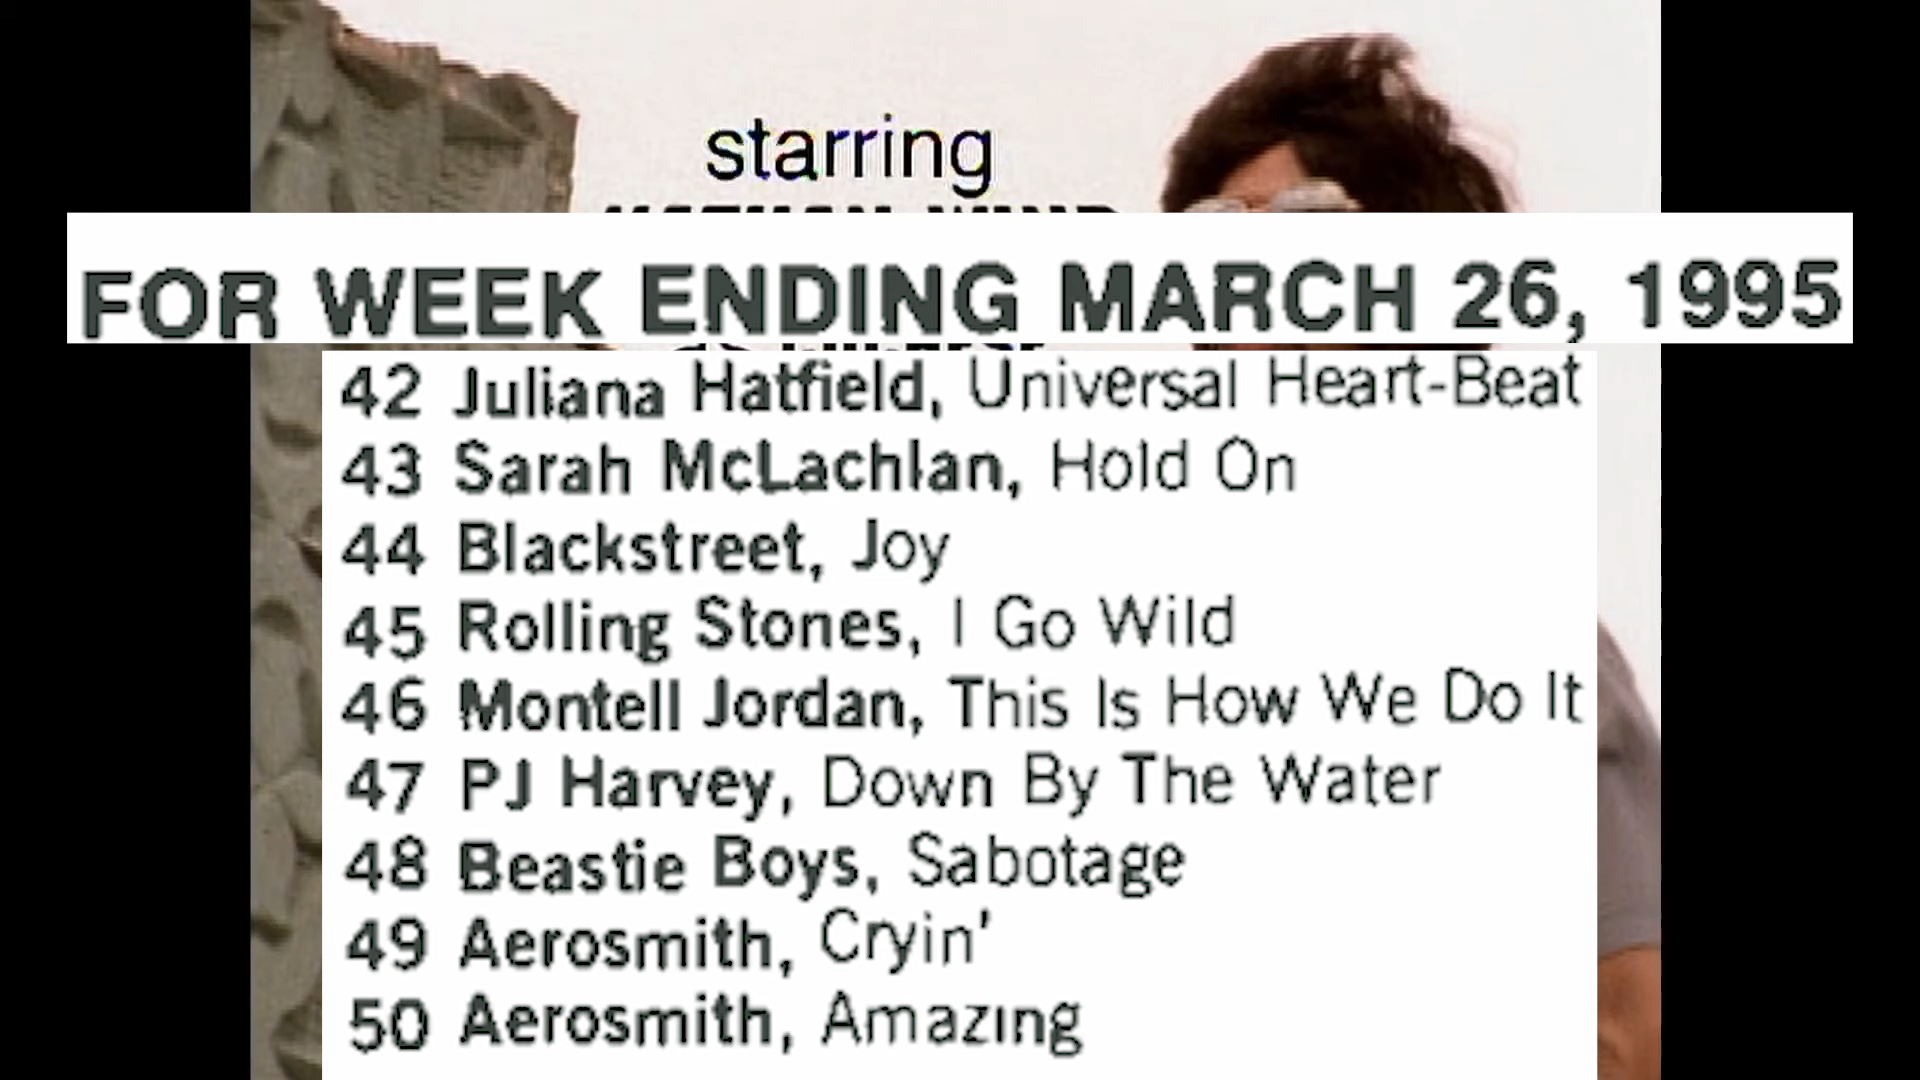 starring
FOR WEEK ENDING MARCH 26, 1995
42 Juliana Hatfield, Universal Heart-Beat
43 Sarah McLachlan, Hold On
44 Blackstreet, Joy
45 Rolling Stones, I Go Wild
46 Montell Jordan, This Is How We Do It
47 PJ Harvey, Down By The Water
48 Beastie Boys, Sabotage
49 Aerosmith, Cryin'
50 Aerosmith, Amazing